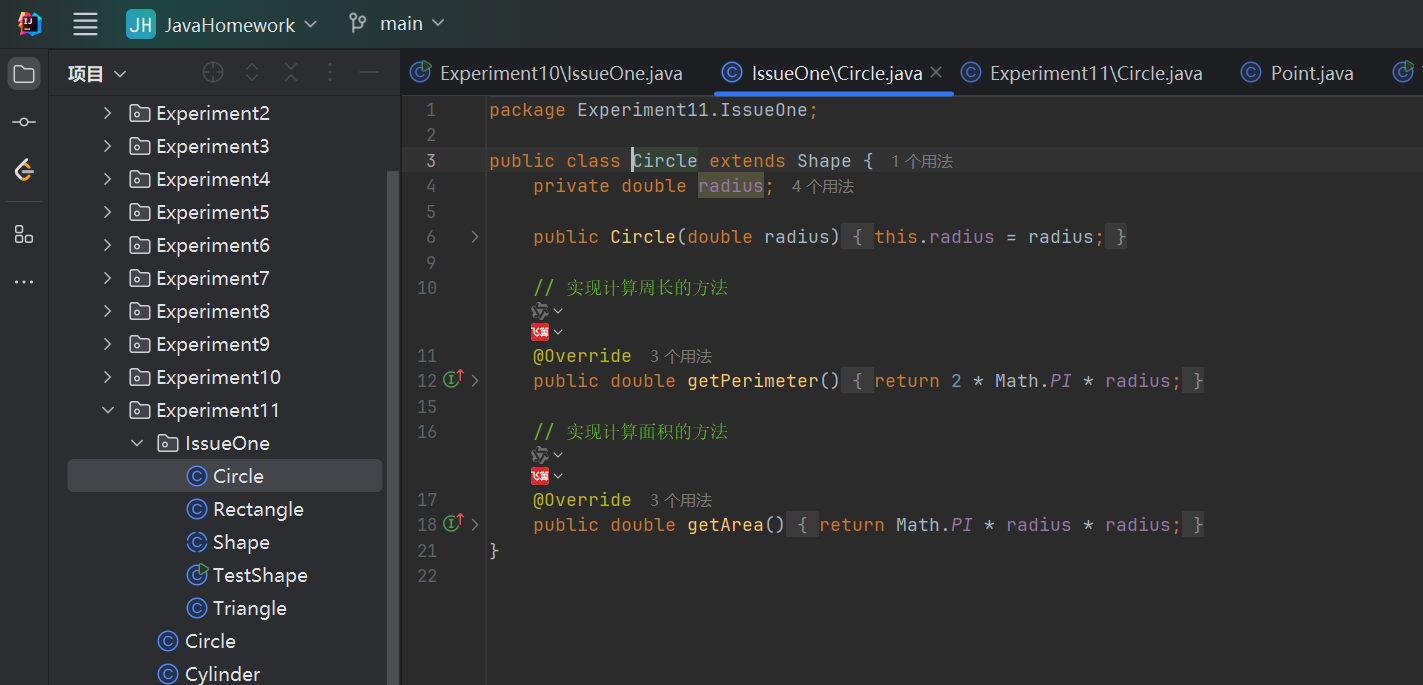 JH JavaHomework main
项目
Experiment2
Experiment3
Experiment4
Experiment5
Experiment6
Experiment7
Experiment8
Experiment9
Experiment10
Experiment11
IssueOne
Circle
Rectangle
Shape
TestShape
Triangle
Circle
Cylinder
Experiment10\IssueOne.java IssueOne\Circle.java Experiment11\Circle.java Point.java
1 package Experiment11.IssueOne;
2
3 public class Circle extends Shape { 1 个用法
4 private double radius; 4 个用法
5
6 public Circle(double radius) { this.radius = radius; }
9
10 // 实现计算周长的方法
飞算
11 @Override 3 个用法
12 public double getPerimeter() { return 2 * Math.PI * radius; }
15
16 // 实现计算面积的方法
飞算
17 @Override 3 个用法
18 public double getArea() { return Math.PI * radius * radius; }
21 }
22